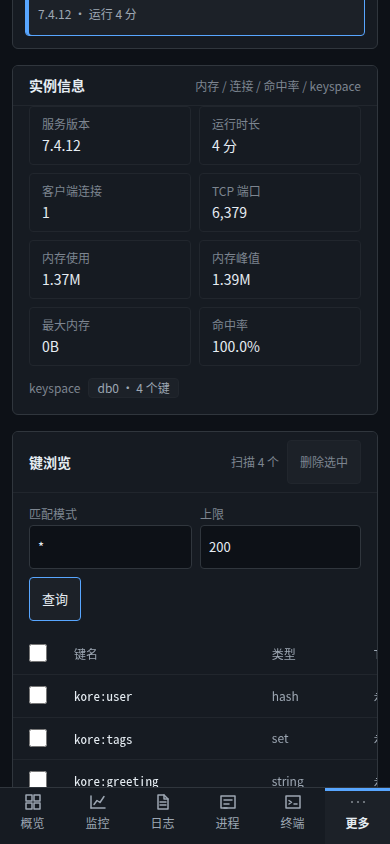 7.4.12 · 运行 4 分
实例信息 内存 / 连接 / 命中率 / keyspace
服务版本 运行时长
7.4.12 4 分
客户端连接 TCP 端口
1 6,379
内存使用 内存峰值
1.37M 1.39M
最大内存 命中率
0B 100.0%
keyspace db0 · 4 个键
键浏览 扫描 4 个 删除选中
匹配模式 上限
* 200
查询
键名 类型
kore:user hash
kore:tags set
kore:greeting string
概览 监控 日志 进程 终端 更多